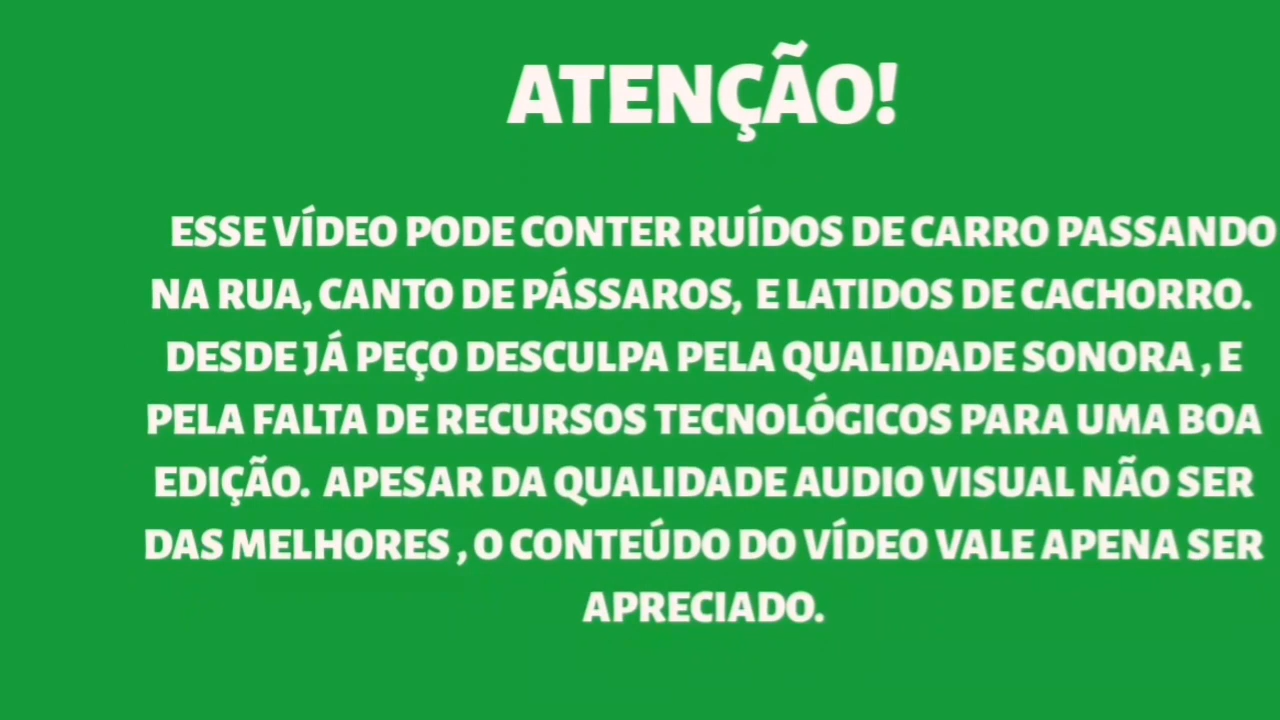 ATENÇÃO!
ESSE VÍDEO PODE CONTER RUÍDOS DE CARRO PASSANDO
NA RUA, CANTO DE PÁSSAROS, E LATIDOS DE CACHORRO.
DESDE JÁ PEÇO DESCULPA PELA QUALIDADE SONORA , E
PELA FALTA DE RECURSOS TECNOLÓGICOS PARA UMA BOA
EDIÇÃO. APESAR DA QUALIDADE AUDIO VISUAL NÃO SER
DAS MELHORES , O CONTEÚDO DO VÍDEO VALE APENA SER
APRECIADO.